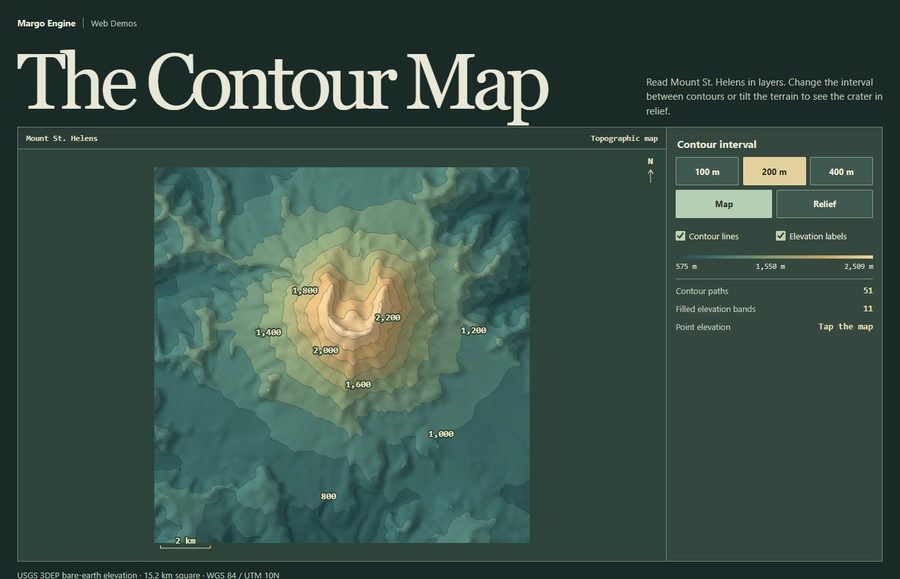 Margo Engine | Web Demos
The Contour Map
Read Mount St. Helens in layers. Change the interval
between contours or tilt the terrain to see the crater in
relief.
Mount St. Helens
Topographic map
N
1,800
2,200
1,400
1,200
2,000
1,600
1,000
800
2 km
Contour interval
100 m
200 m
400 m
Map
Relief
Contour lines
Elevation labels
575 m
1,550 m
2,509 m
Contour paths 51
Filled elevation bands 11
Point elevation Tap the map
USGS 3DEP bare-earth elevation · 15.2 km square · WGS 84 / UTM 10N